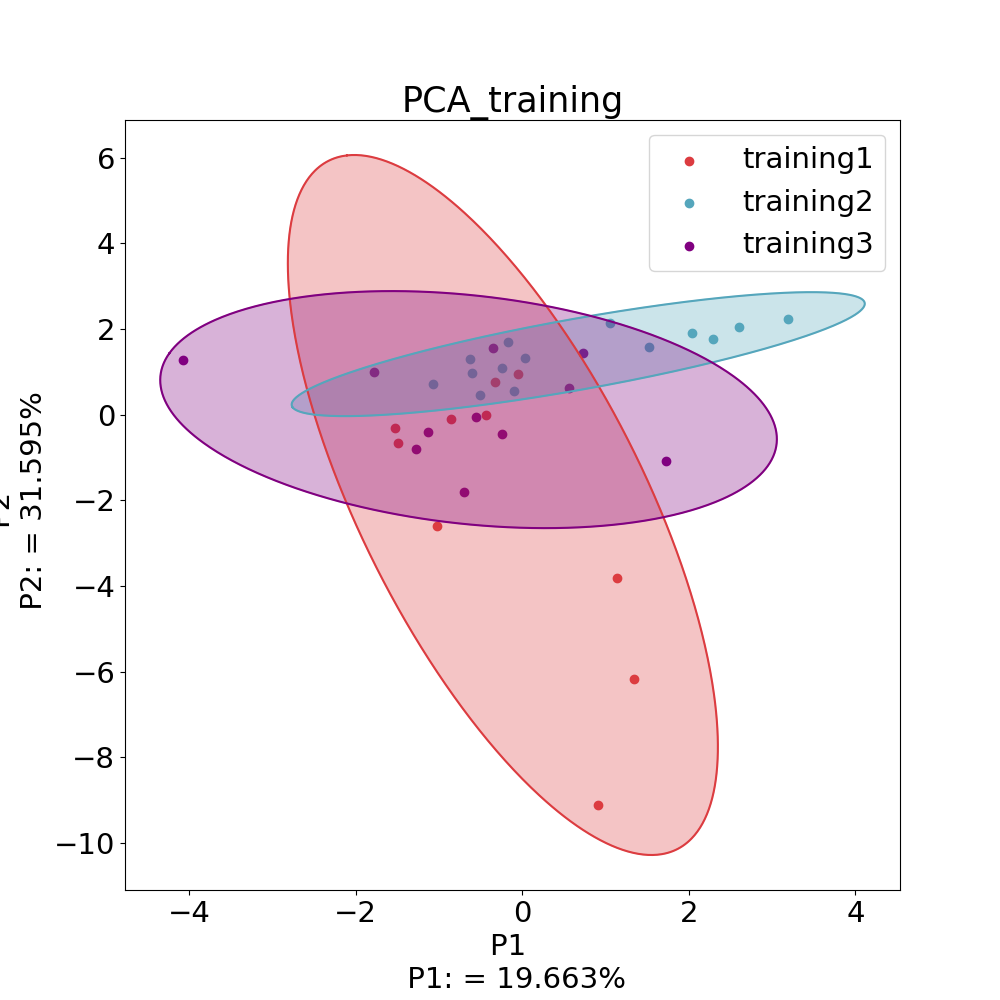 PCA_training
training1
training2
training3
6
4
2
0
−2
−4
−6
−8
−10
P2: = 31.595%
−4
−2
0
2
4
P1
P1: = 19.663%